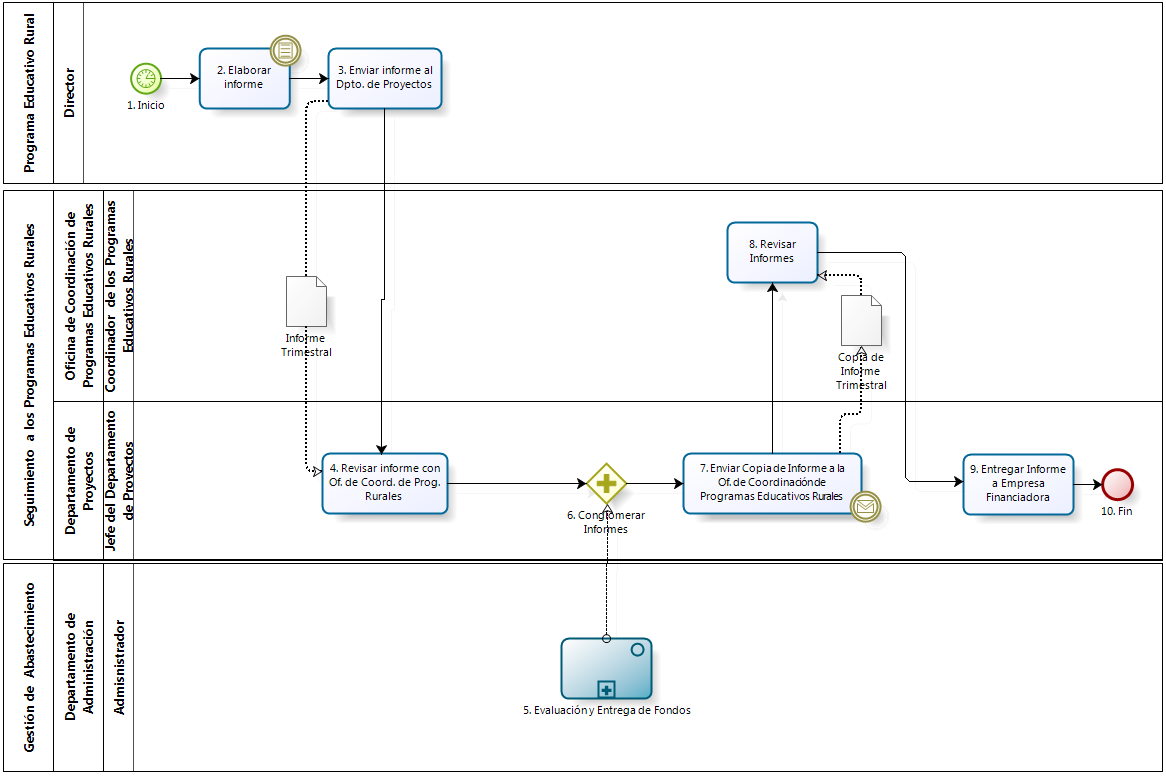 Programa Educativo Rural
Director
1. Inicio
2. Elaborar
informe
3. Enviar informe al
Dpto. de Proyectos
Seguimiento a los Programas Educativos Rurales
Oficina de Coordinación de
Programas Educativos Rurales
Coordinador de los Programas
Educativos Rurales
Informe
Trimestral
8. Revisar
Informes
Copia de
Informe
Trimestral
Departamento de
Proyectos
Jefe del Departamento
de Proyectos
4. Revisar informe con
Of. de Coord. de Prog.
Rurales
6. Conglomerar
Informes
7. Enviar Copia de Informe a la
Of. de Coordinaciónde
Programas Educativos Rurales
9. Entregar Informe
a Empresa
Financiadora
10. Fin
Gestión de Abastecimiento
Departamento de
Administración
Admisnistrador
5. Evaluación y Entrega de Fondos